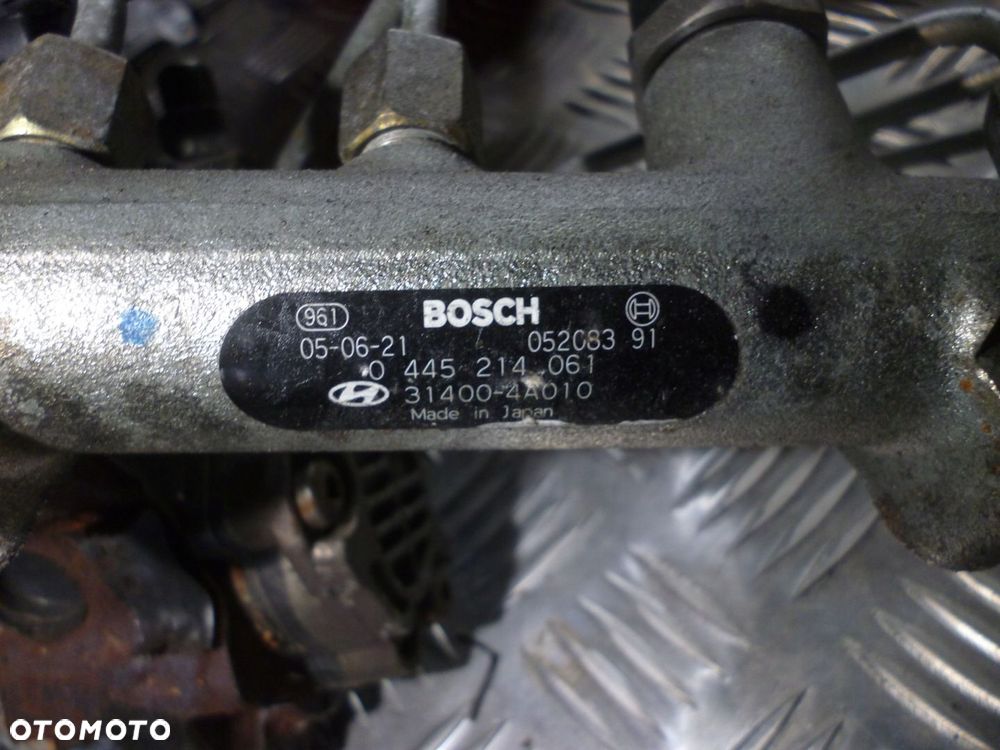 961 BOSCH
05-06-21 052083 91
0 445 214 061
31400-4A010
Made in Japan
OTOMOTO